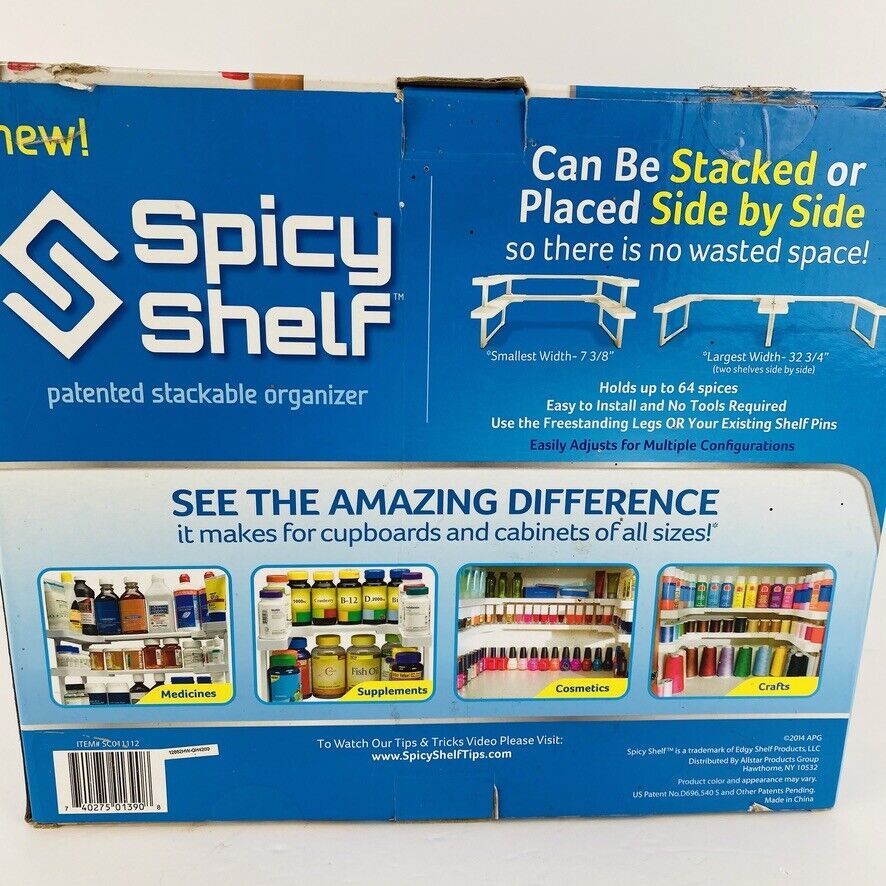 new!
Spicy
Shelf™
patented stackable organizer
Can Be Stacked or
Placed Side by Side
so there is no wasted space!
*Smallest Width- 7 3/8"
*Largest Width- 32 3/4"
(two shelves side by side)
Holds up to 64 spices
Easy to Install and No Tools Required
Use the Freestanding Legs OR Your Existing Shelf Pins
Easily Adjusts for Multiple Configurations
SEE THE AMAZING DIFFERENCE
it makes for cupboards and cabinets of all sizes!*
Medicines
Cranberry
B-12
D,2000
C
Fish Oil
Supplements
Cosmetics
Crafts
ITEM# SC011112
12802HW-QH4200
7 40275 01390 8
To Watch Our Tips & Tricks Video Please Visit:
www.SpicyShelfTips.com
©2014 APG
Spicy Shelf™ is a trademark of Edgy Shelf Products, LLC
Distributed By Allstar Products Group
Hawthorne, NY 10532
Product color and appearance may vary.
US Patent No.D696,540 S and Other Patents Pending.
Made in China